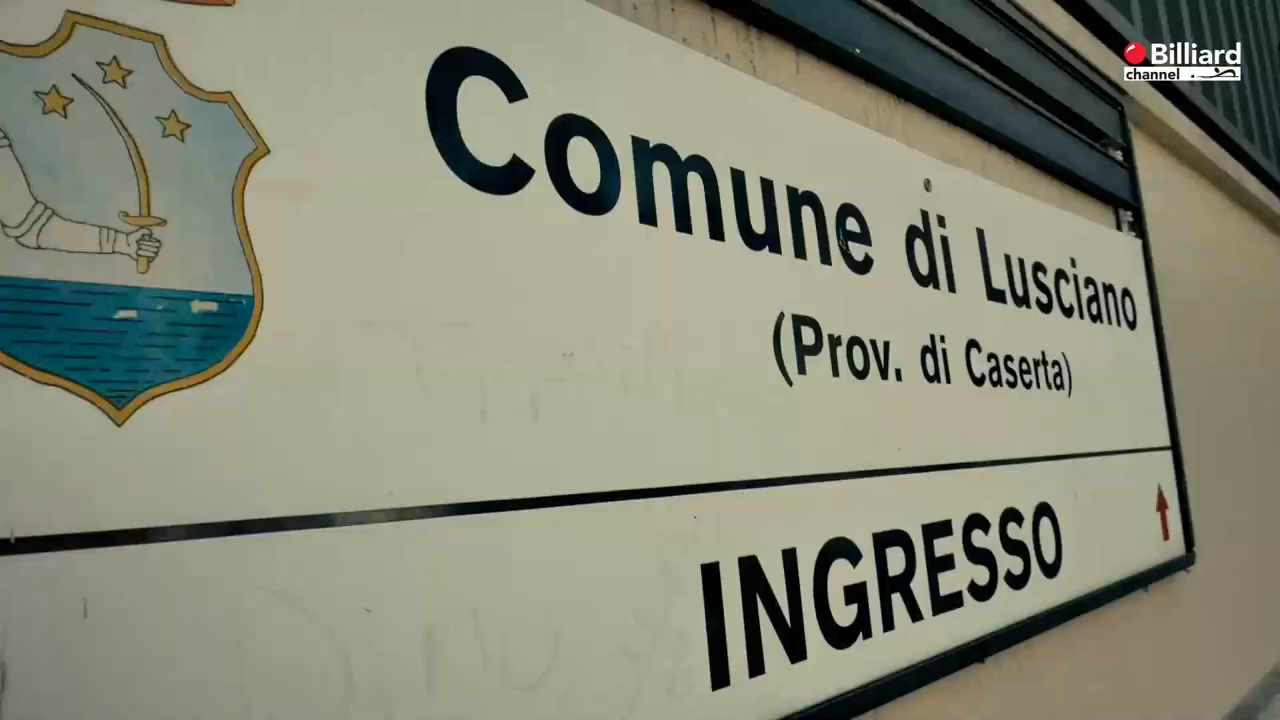 Billiard
channel
Comune di Lusciano
(Prov. di Caserta)
INGRESSO